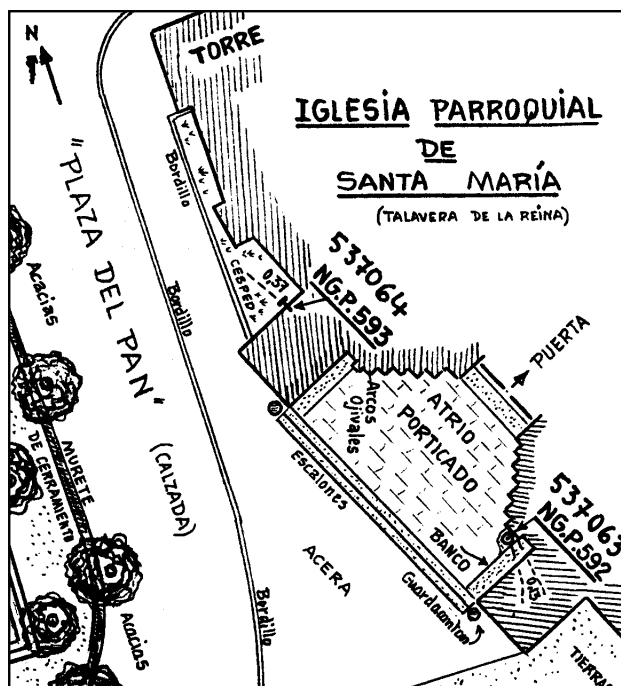 N
TORRE
IGLESIA PARROQUIAL
DE
SANTA MARÍA
(TALAVERA DE LA REINA)
"PLAZA DEL PAN"
(CALZADA)
Bordillo
Bordillo
Bordillo
CESPED
0,37
537064
NG.P.593
PUERTA
Arcos
Ojivales
ATRIO
PORTICADO
Escalones
ACERA
BANCO
Guardacanton
537063
NG.P.592
TIERRAS
Acacias
MURETE
DE CERRAMIENTO
Acacias